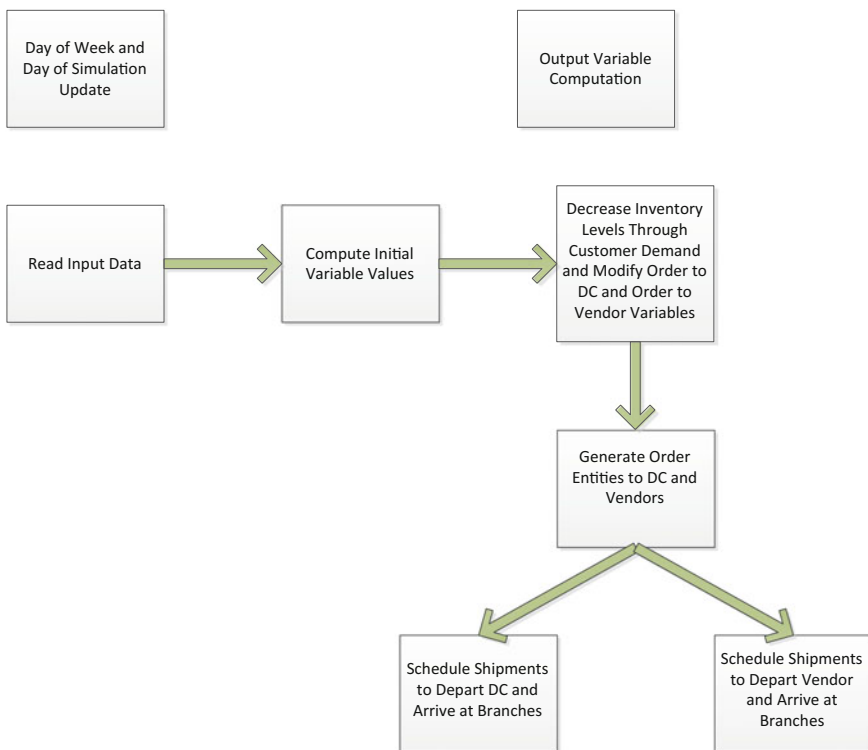 Day of Week and
Day of Simulation
Update
Output Variable
Computation
Read Input Data
Compute Initial
Variable Values
Decrease Inventory
Levels Through
Customer Demand
and Modify Order to
DC and Order to
Vendor Variables
Generate Order
Entities to DC and
Vendors
Schedule Shipments
to Depart DC and
Arrive at Branches
Schedule Shipments
to Depart Vendor
and Arrive at
Branches